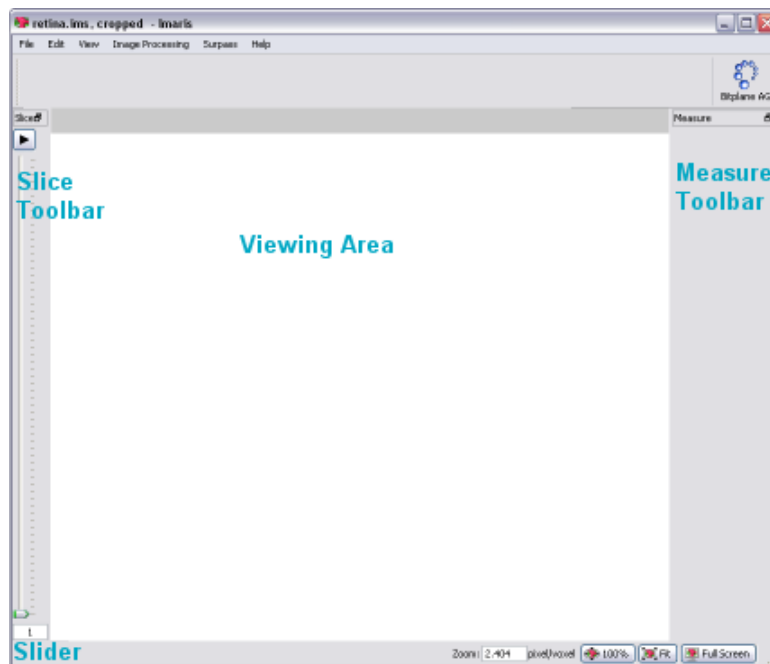 retina.ims, cropped - Imaris
File Edit View Image Processing Surpass Help
Bitplane AG
Slice
Measure
Slice
Toolbar
Measure
Toolbar
Viewing Area
1
Slider
Zoom: 2.404 pixel/voxel 100% Fit Full Screen